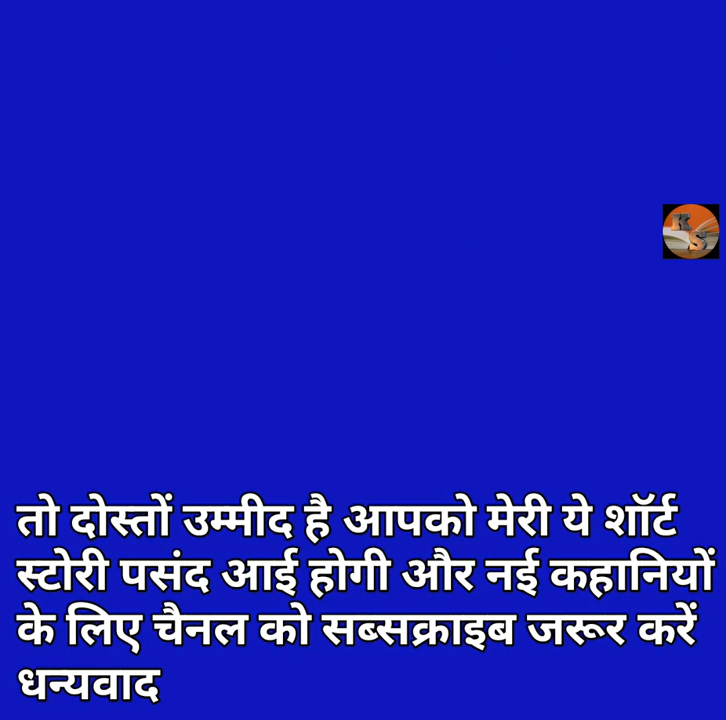 तो दोस्तों उम्मीद है आपको मेरी ये शॉर्ट
स्टोरी पसंद आई होगी और नई कहानियों
के लिए चैनल को सब्सक्राइब जरूर करें
धन्यवाद